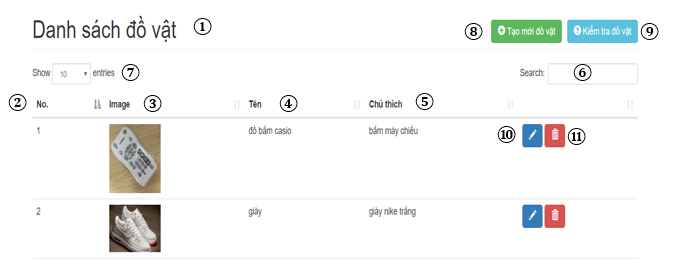 Danh sách đồ vật ① ⑧ Tạo mới đồ vật Kiểm tra đồ vật ⑨
Show 10 entries ⑦ Search: ⑥
② No. Image ③ Tên ④ Chú thích ⑤
1 đồ bấm casio bấm máy chiếu ⑩ ⑪
2 giày giày nike trắng